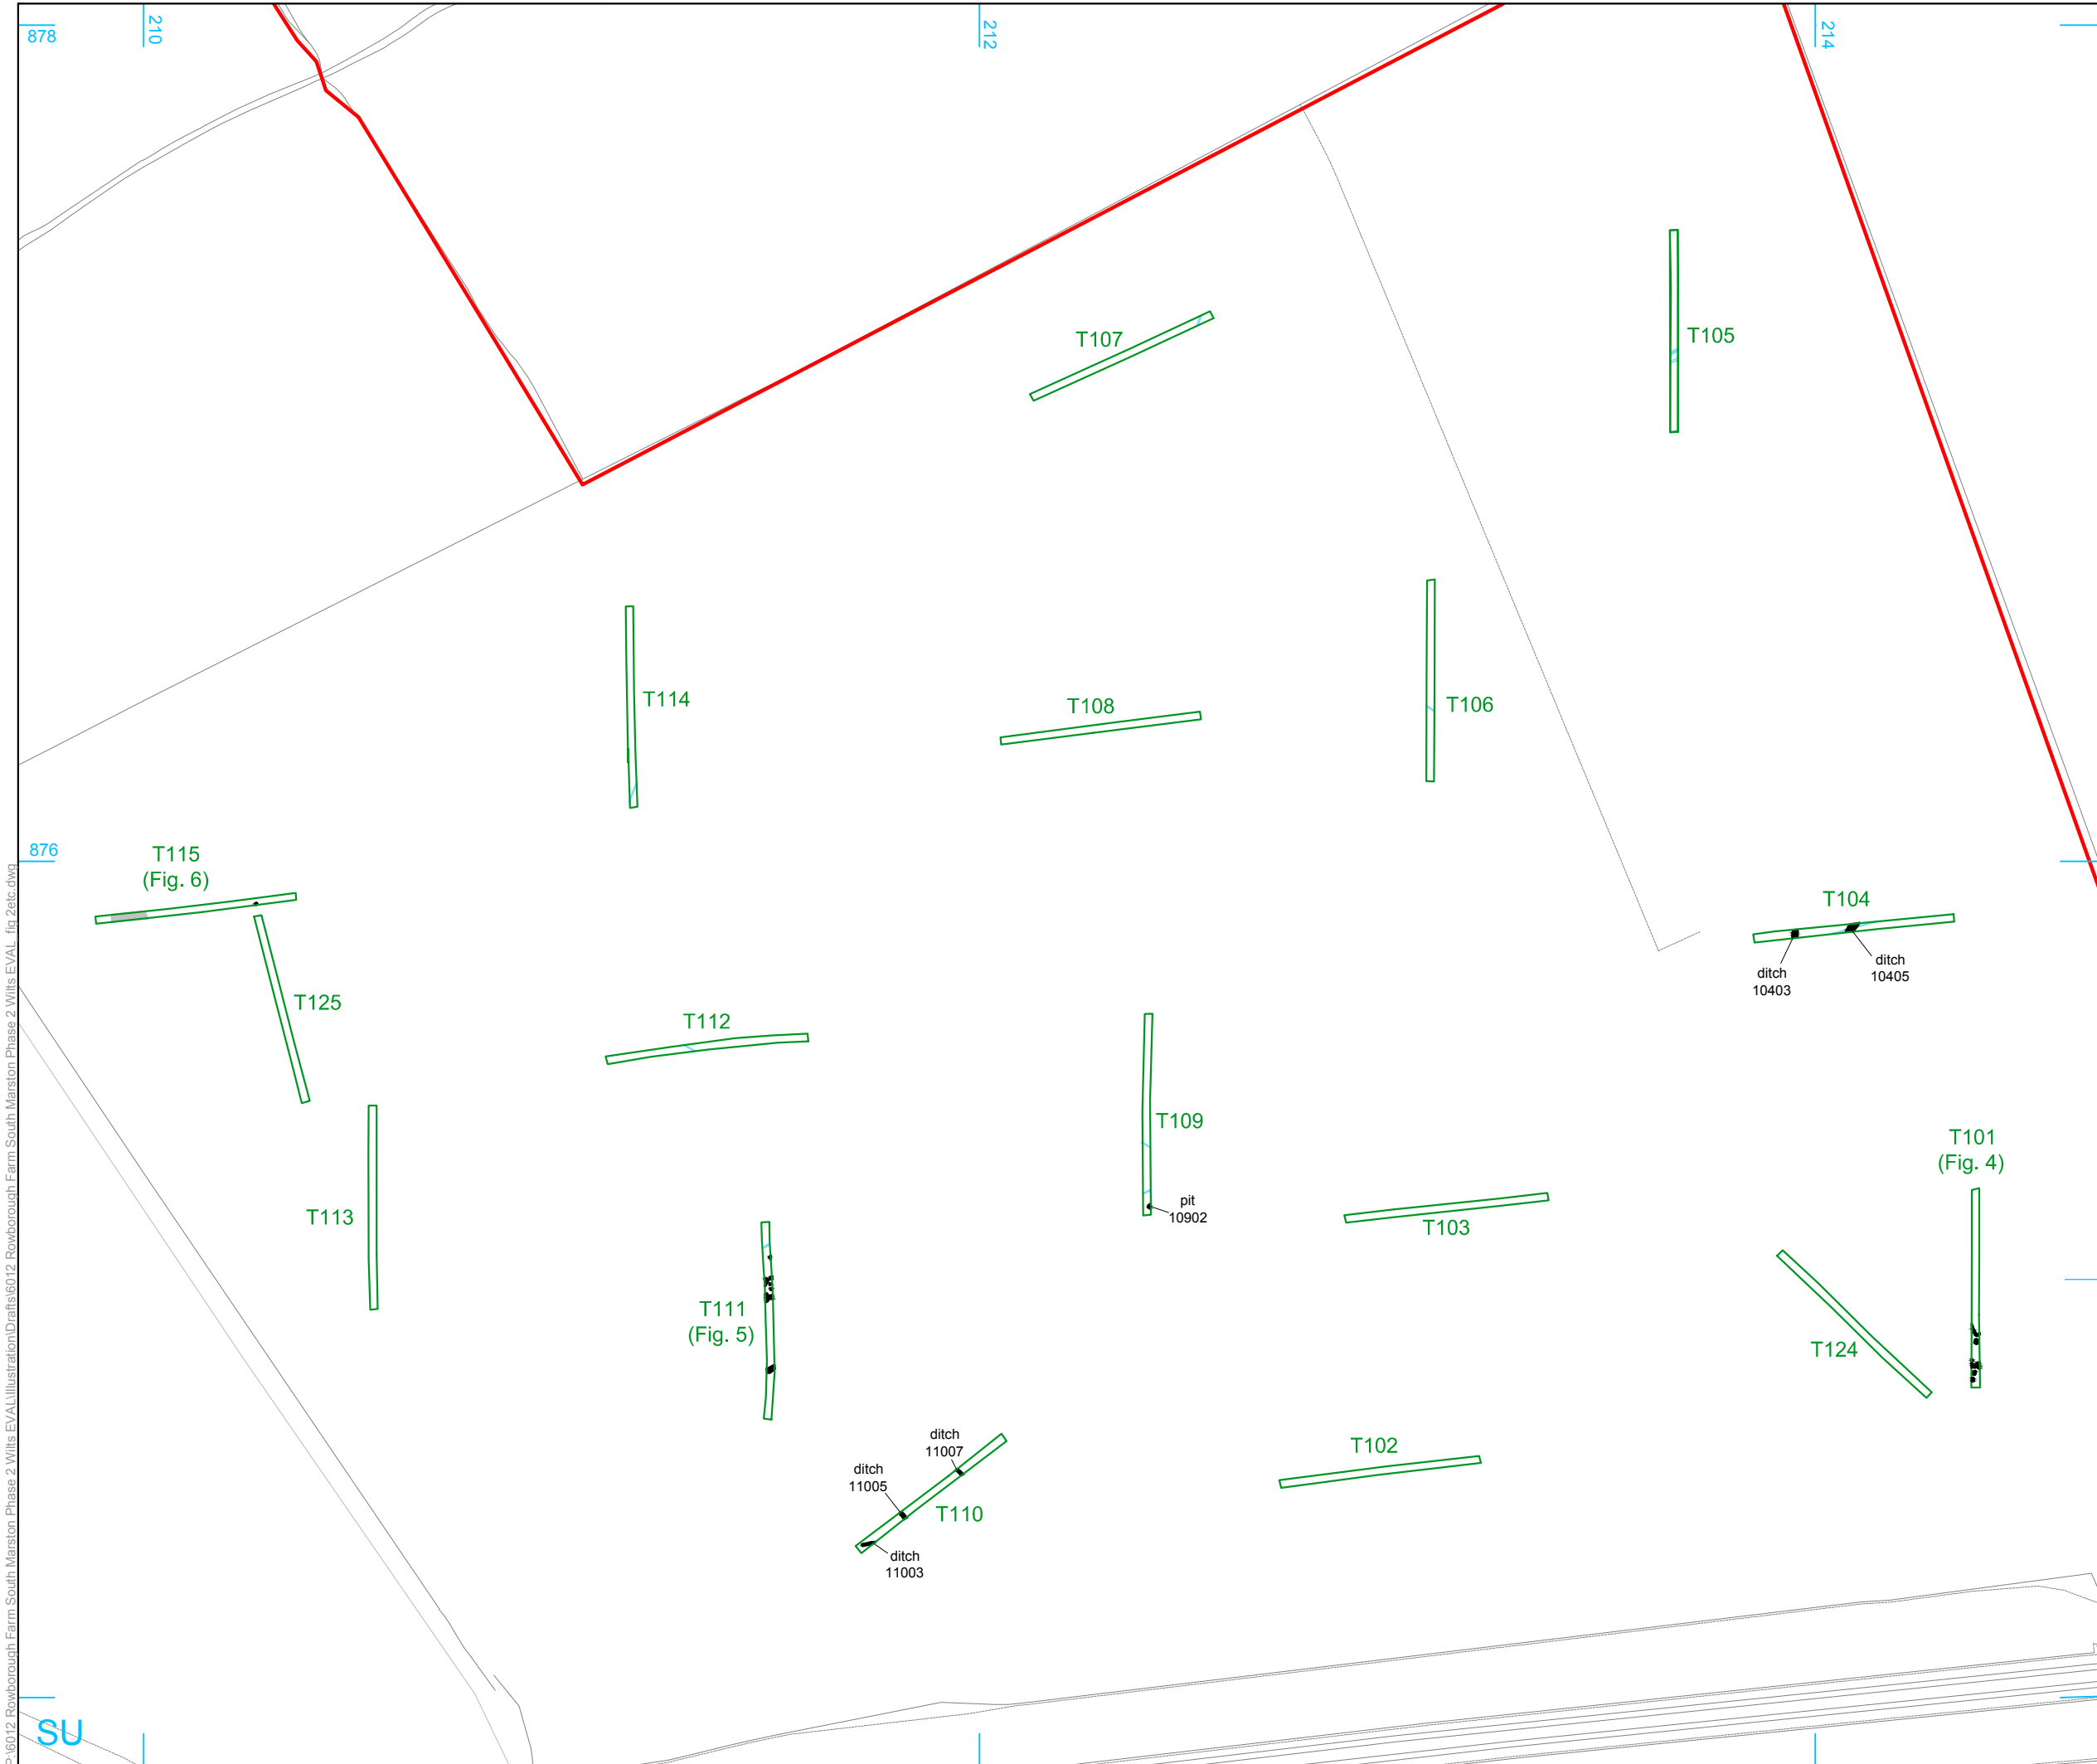 878
210
212
214
T107
T105
T114
T108
T106
876
T115
(Fig. 6)
T104
ditch
10403
ditch
10405
T125
T112
T109
T101
(Fig. 4)
pit
10902
T113
T103
T111
(Fig. 5)
T124
ditch
11007
T102
ditch
11005
T110
ditch
11003
SU
P:\6012 Rowborough Farm South Marston Phase 2 Wilts EVAL\Illustration\Drafts\6012 Rowborough Farm South Marston Phase 2 Wilts EVAL_fig 2etc.dwg